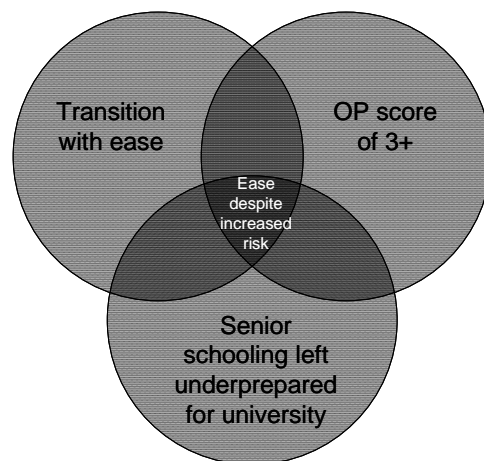 Transition
with ease
OP score
of 3+
Ease
despite
increased
risk
Senior
schooling left
underprepared
for university